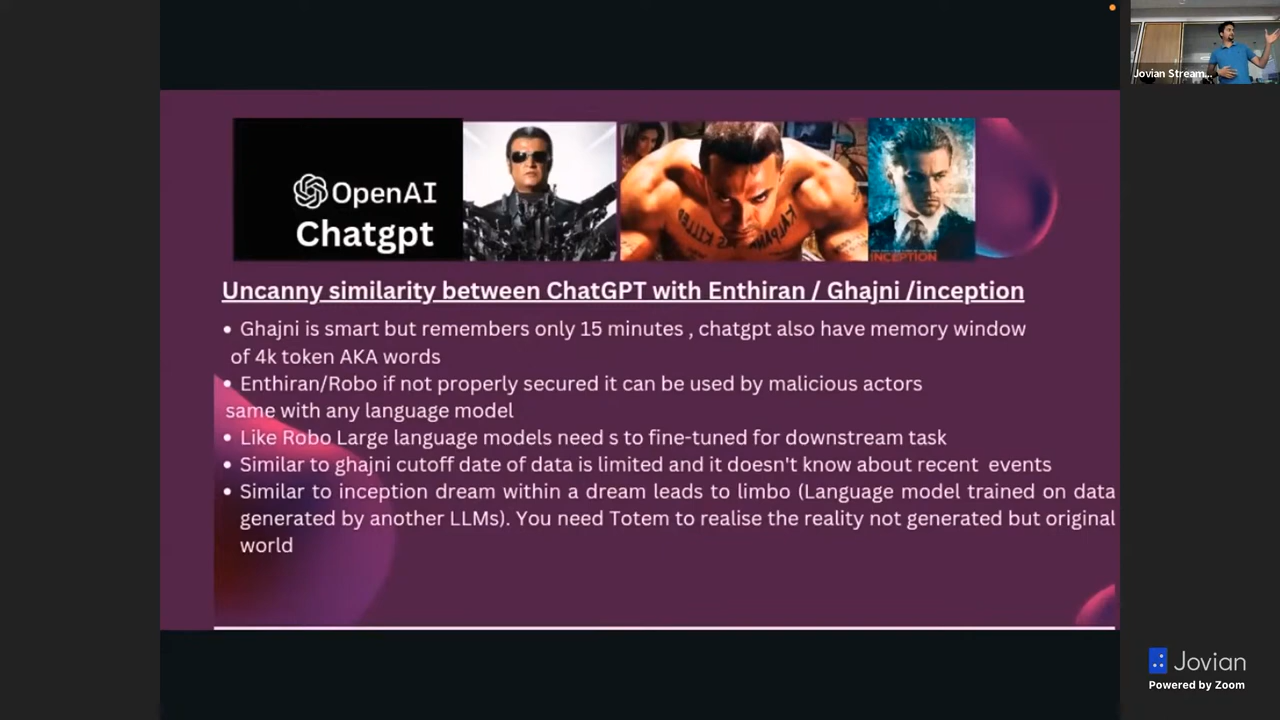 Jovian Stream...
OpenAI
Chatgpt
KALPANA
INCEPTION
Uncanny similarity between ChatGPT with Enthiran / Ghajni /inception
• Ghajni is smart but remembers only 15 minutes , chatgpt also have memory window
of 4k token AKA words
• Enthiran/Robo if not properly secured it can be used by malicious actors
same with any language model
• Like Robo Large language models need s to fine-tuned for downstream task
• Similar to ghajni cutoff date of data is limited and it doesn't know about recent events
• Similar to inception dream within a dream leads to limbo (Language model trained on data
generated by another LLMs). You need Totem to realise the reality not generated but original
world
Jovian
Powered by Zoom